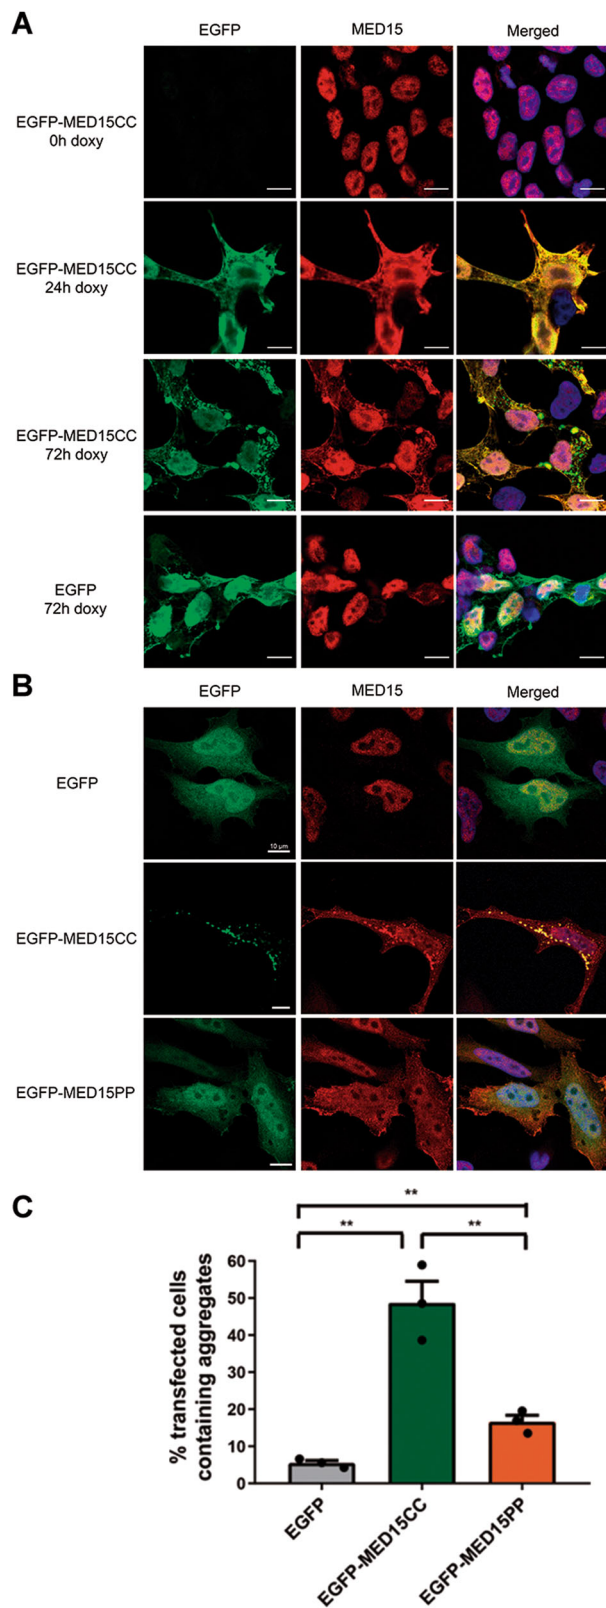 A
EGFP MED15 Merged
EGFP-MED15CC
0h doxy
EGFP-MED15CC
24h doxy
EGFP-MED15CC
72h doxy
EGFP
72h doxy
B
EGFP MED15 Merged
EGFP
10 µm
EGFP-MED15CC
EGFP-MED15PP
C
**
** **
% transfected cells
containing aggregates
60
50
40
30
20
10
0
EGFP
EGFP-MED15CC
EGFP-MED15PP